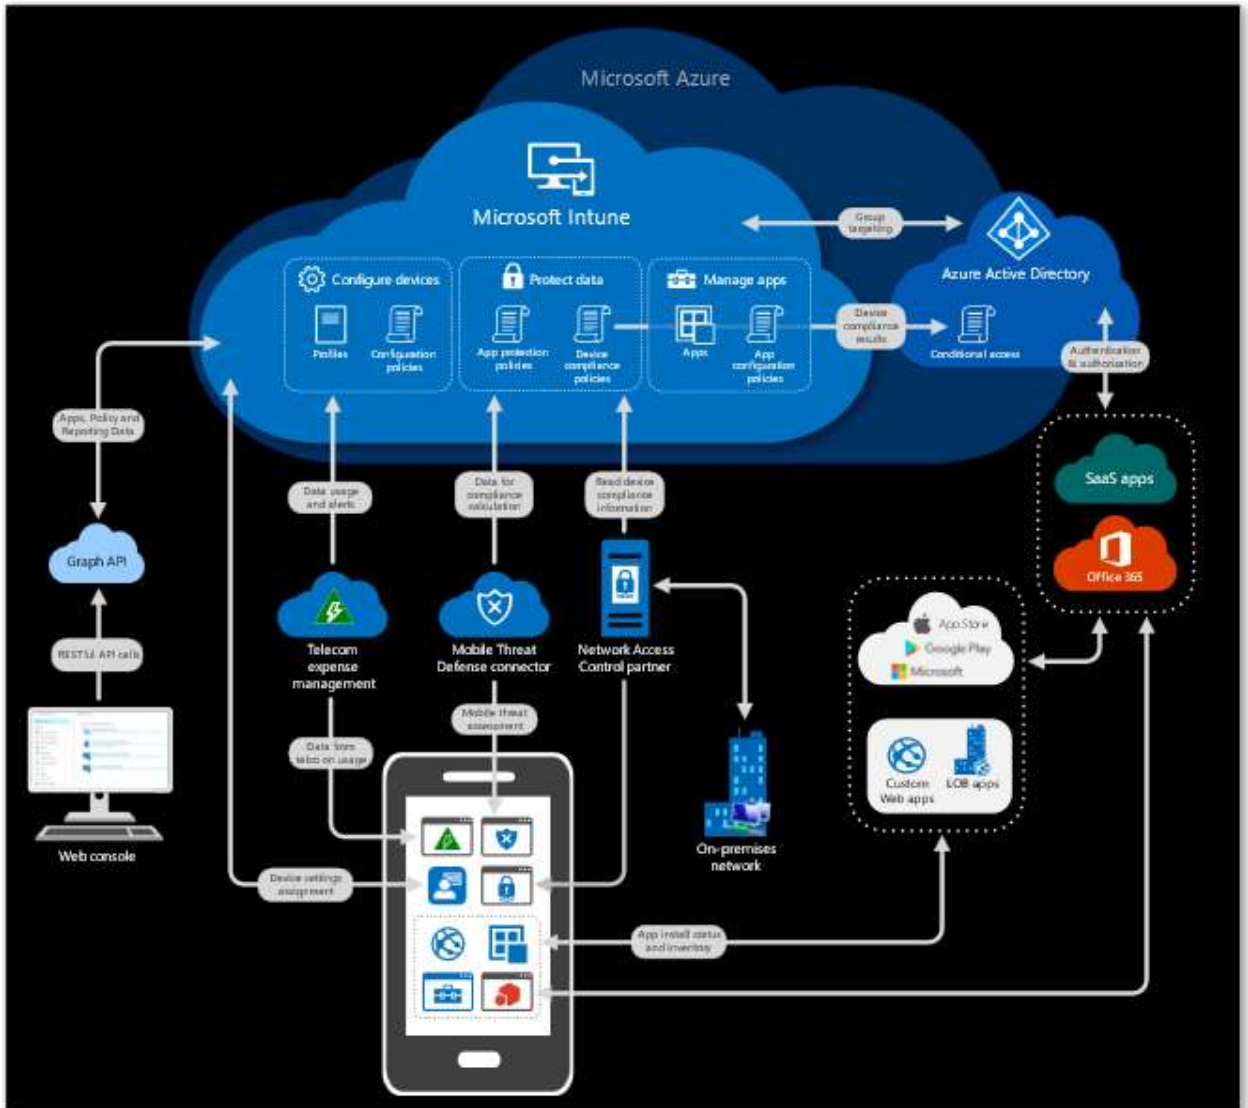 Microsoft Azure
Microsoft Intune
Group
targeting
Azure Active Directory
Configure devices
Protect data
Manage apps
Profiles
Configuration
policies
App protection
policies
Device
compliance
policies
Apps
App
configuration
policies
Device
compliance
results
Conditional access
Authentication
& authorization
Apps, Policy and
Reporting Data
Data usage
and alerts
Data for
compliance
calculation
Read device
compliance
information
SaaS apps
Office 365
Graph API
RESTful API calls
Telecom
expense
management
Mobile Threat
Defense connector
Network Access
Control partner
App Store
Google Play
Microsoft
Mobile threat
assessment
Data from
telco on usage
Custom
Web apps
LOB apps
Web console
On-premises
network
Device settings
assignment
App install status
and inventory